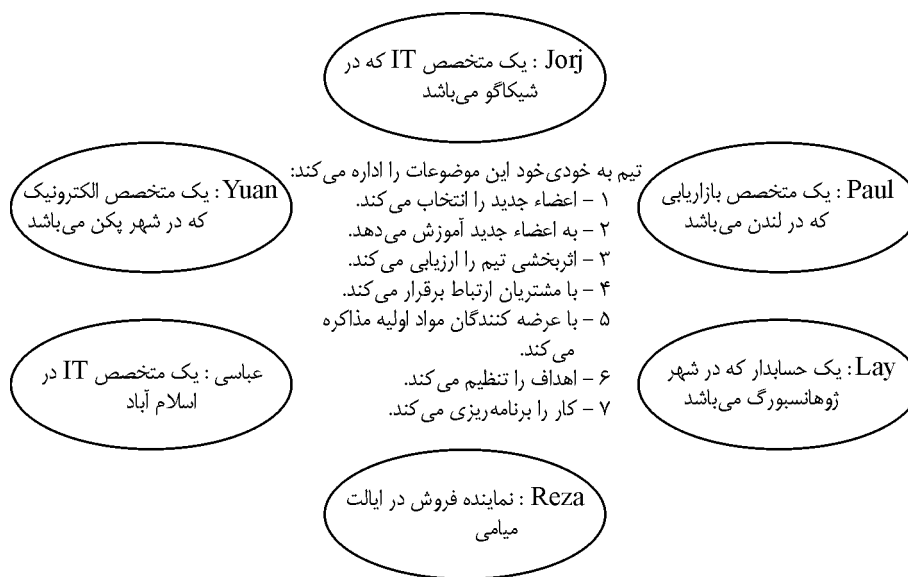 Jorj : یک متخصص IT که در
شیکاگو می‌باشد
Paul : یک متخصص بازاریابی
که در لندن می‌باشد
تیم به خودی‌خود این موضوعات را اداره می‌کند:
۱ – اعضاء جدید را انتخاب می‌کند.
۲ – به اعضاء جدید آموزش می‌دهد.
۳ – اثربخشی تیم را ارزیابی می‌کند.
۴ – با مشتریان ارتباط برقرار می‌کند.
۵ – با عرضه کنندگان مواد اولیه مذاکره
می‌کند.
۶ – اهداف را تنظیم می‌کند.
۷ – کار را برنامه‌ریزی می‌کند.
Yuan : یک متخصص الکترونیک
که در شهر پکن می‌باشد
Lay: یک حسابدار که در شهر
ژوهانسبورگ می‌باشد
عباسی : یک متخصص IT در
اسلام آباد
Reza : نماینده فروش در ایالت
میامی